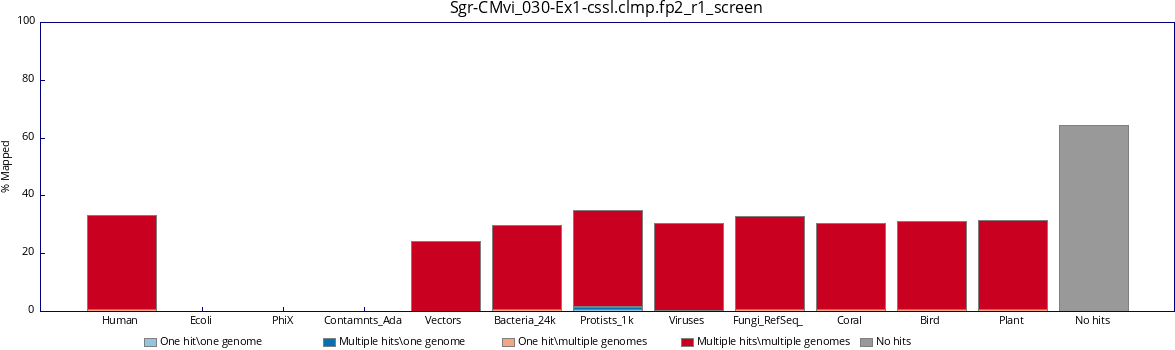 Sgr-CMvi_030-Ex1-cssl.clmp.fp2_r1_screen
100
80
60
40
20
0
% Mapped
Human Ecoli PhiX Contamnts_Ada Vectors Bacteria_24k Protists_1k Viruses Fungi_RefSeq_ Coral Bird Plant No hits
One hit\one genome Multiple hits\one genome One hit\multiple genomes Multiple hits\multiple genomes No hits